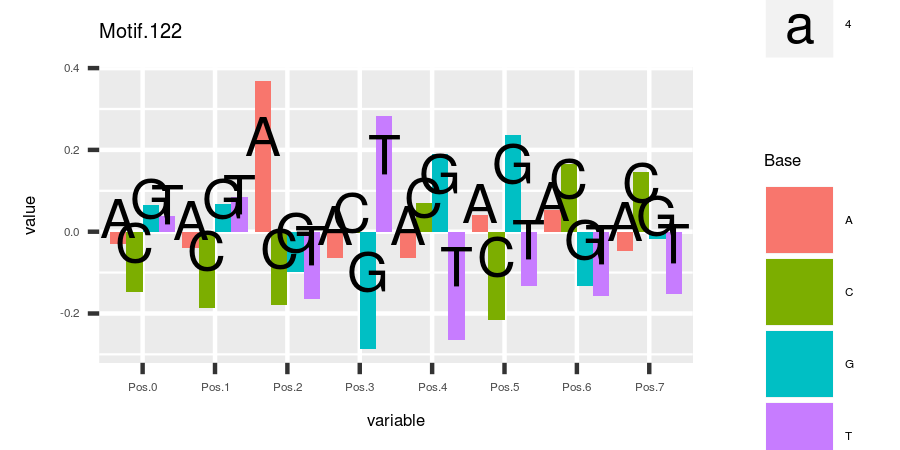 Motif.122
value
0.4
0.2
0.0
-0.2
A C G T A C G T A C G T A C G T A C G T A C G T A C G T A C G T
Pos.0 Pos.1 Pos.2 Pos.3 Pos.4 Pos.5 Pos.6 Pos.7
variable
a 4
Base
A
C
G
T